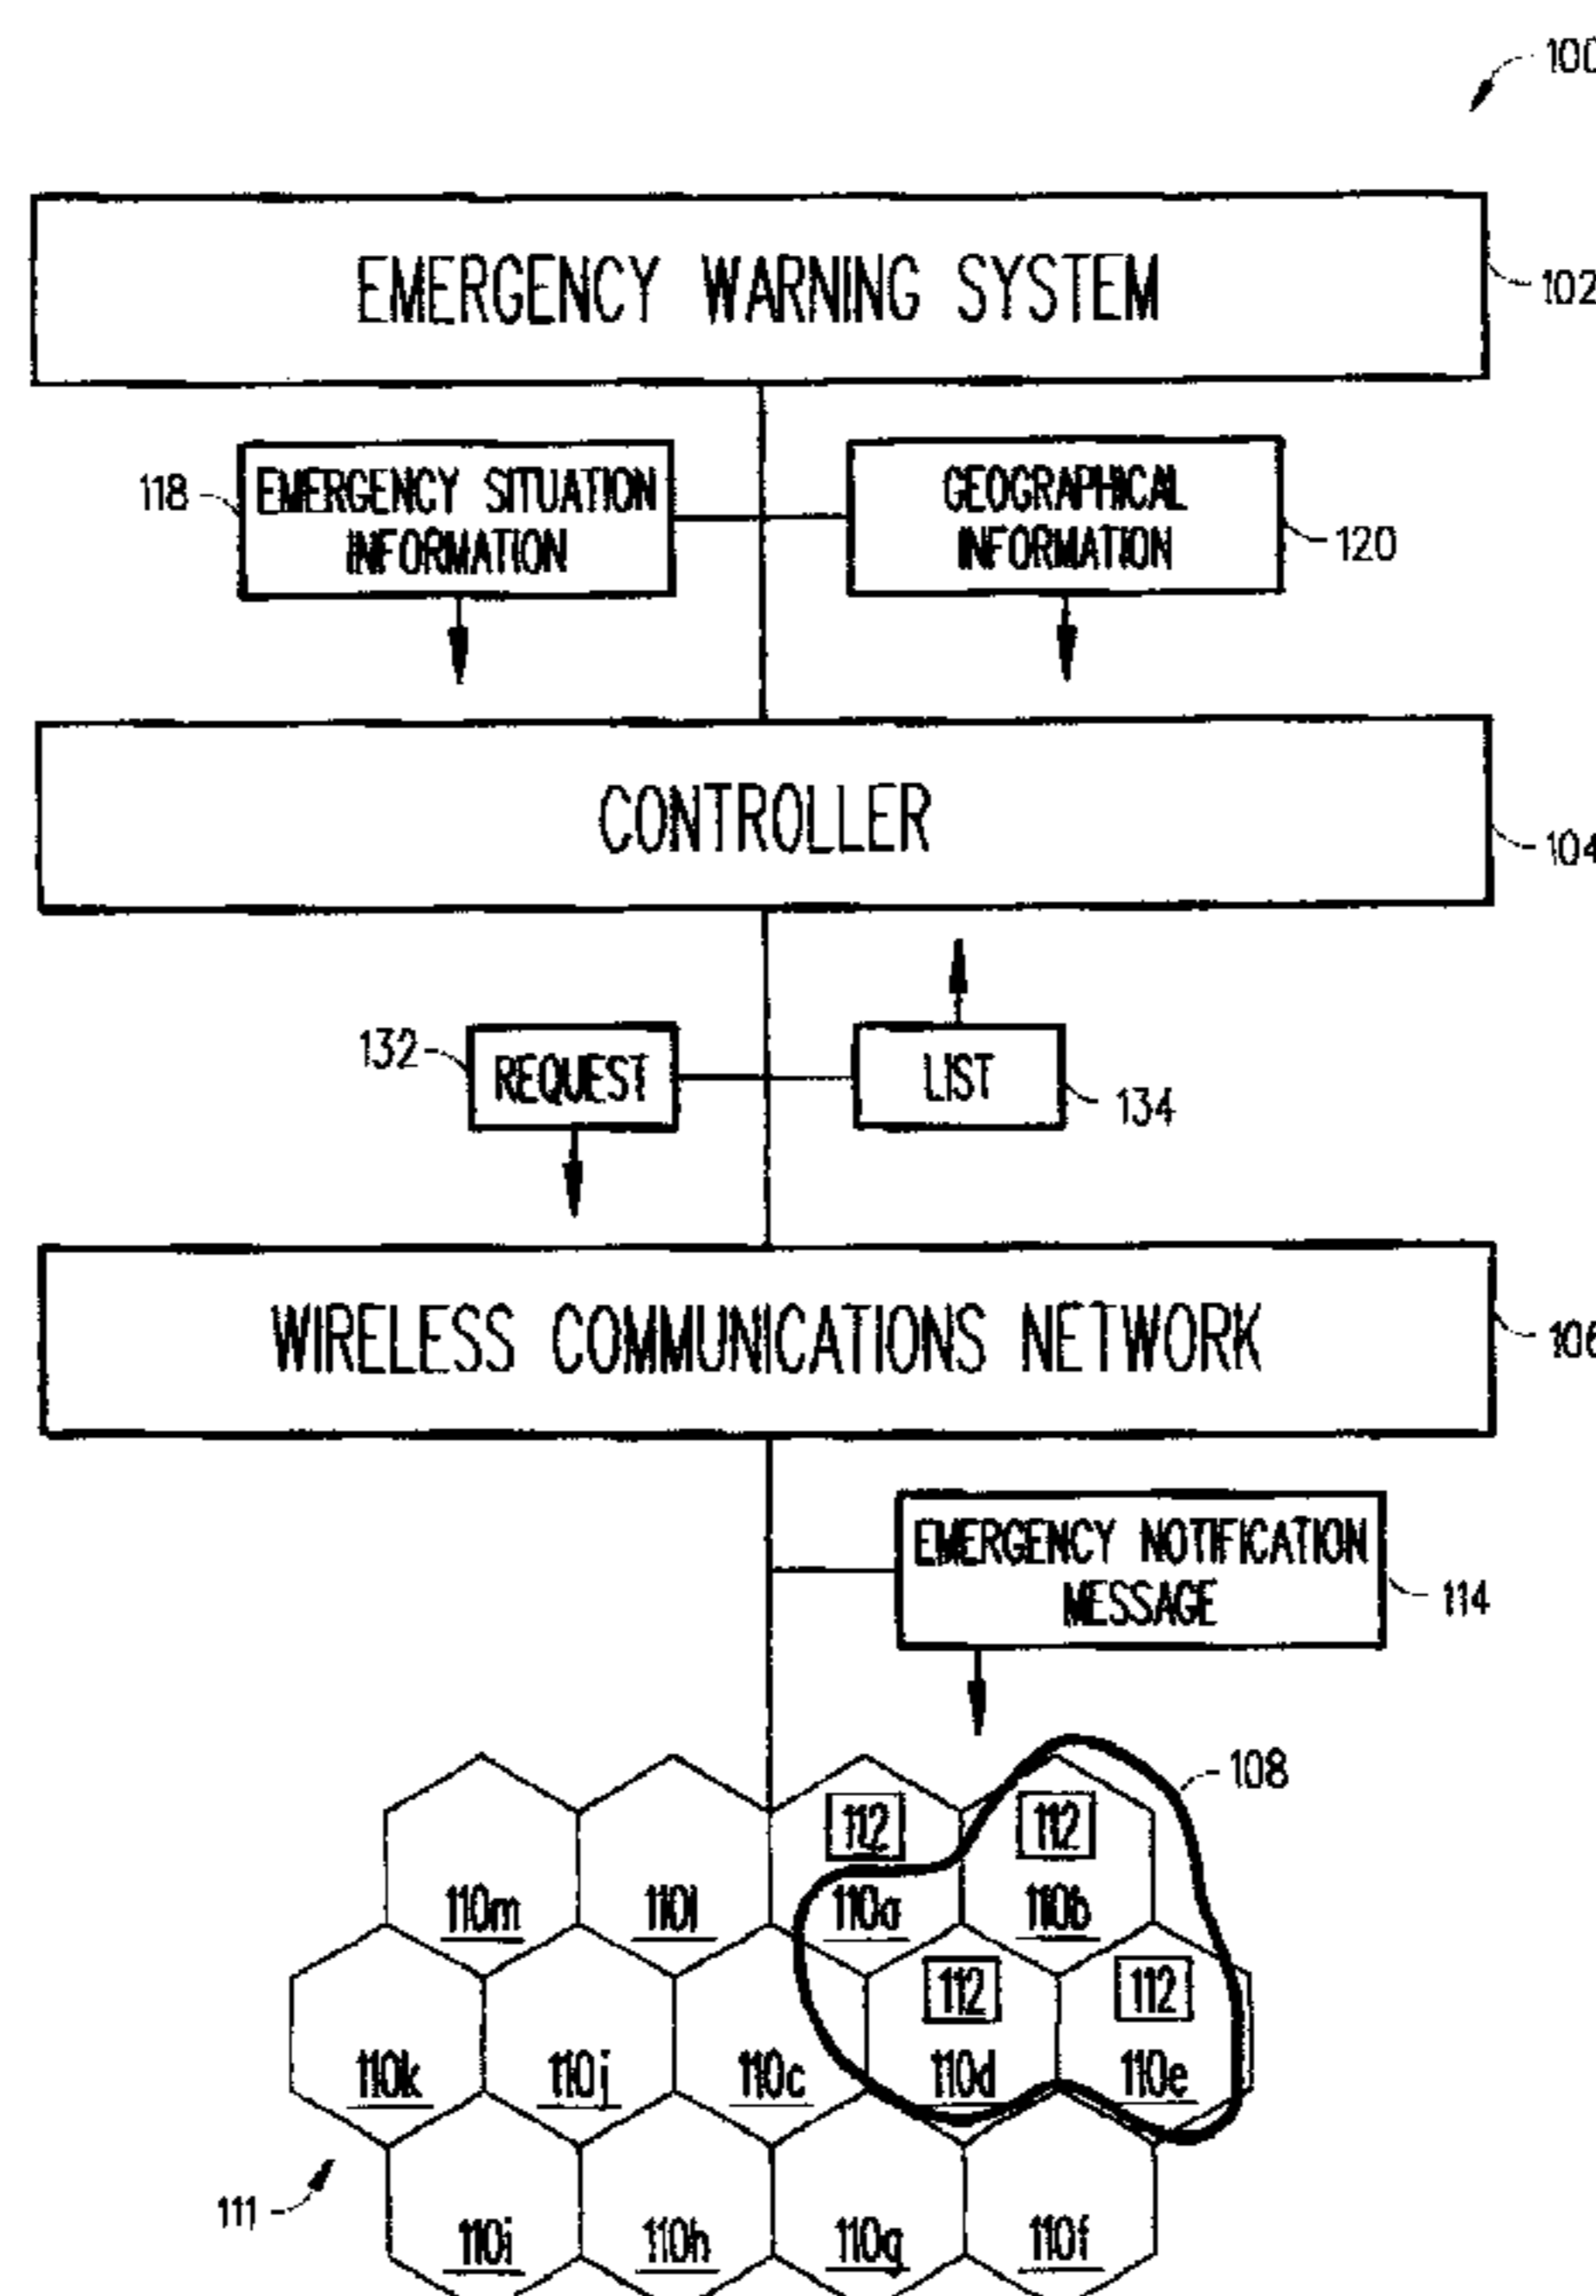 100
EMERGENCY WARNING SYSTEM
102
118
EMERGENCY SITUATION
INFORMATION
GEOGRAPHICAL
INFORMATION
120
CONTROLLER
104
132
REQUEST
LIST
134
WIRELESS COMMUNICATIONS NETWORK
106
EMERGENCY NOTIFICATION
MESSAGE
114
108
112
112
110m
110l
110a
110b
112
112
110k
110j
110c
110d
110e
111
110i
110h
110g
110f